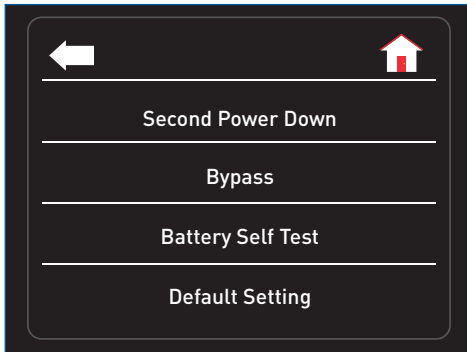 Second Power Down
Bypass
Battery Self Test
Default Setting